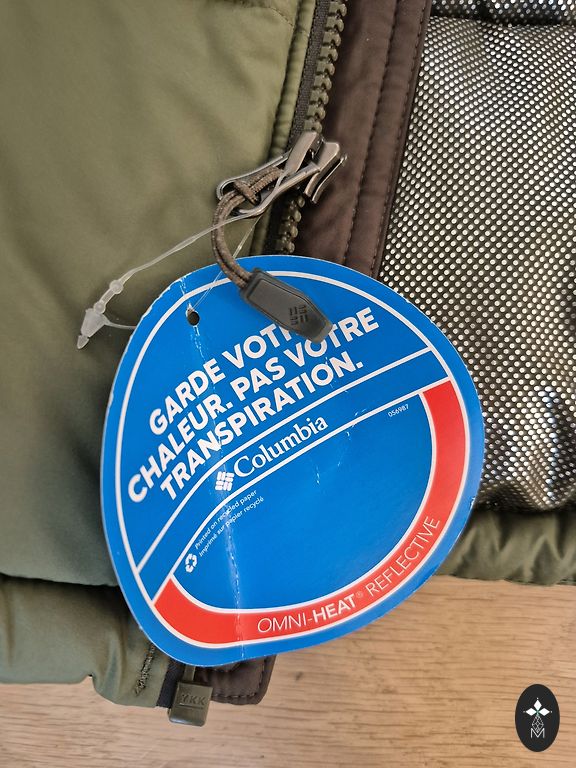 GARDE VOTRE
CHALEUR. PAS VOTRE
TRANSPIRATION.
Columbia
056987
Printed on recycled paper
Imprimé sur papier recyclé
OMNI-HEAT® REFLECTIVE
YKK
M